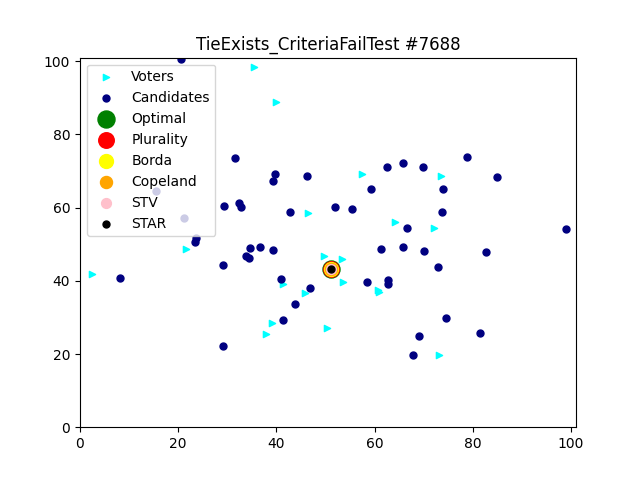 TieExists_CriteriaFailTest #7688
100
80
60
40
20
0
Voters
Candidates
Optimal
Plurality
Borda
Copeland
STV
STAR
0 20 40 60 80 100